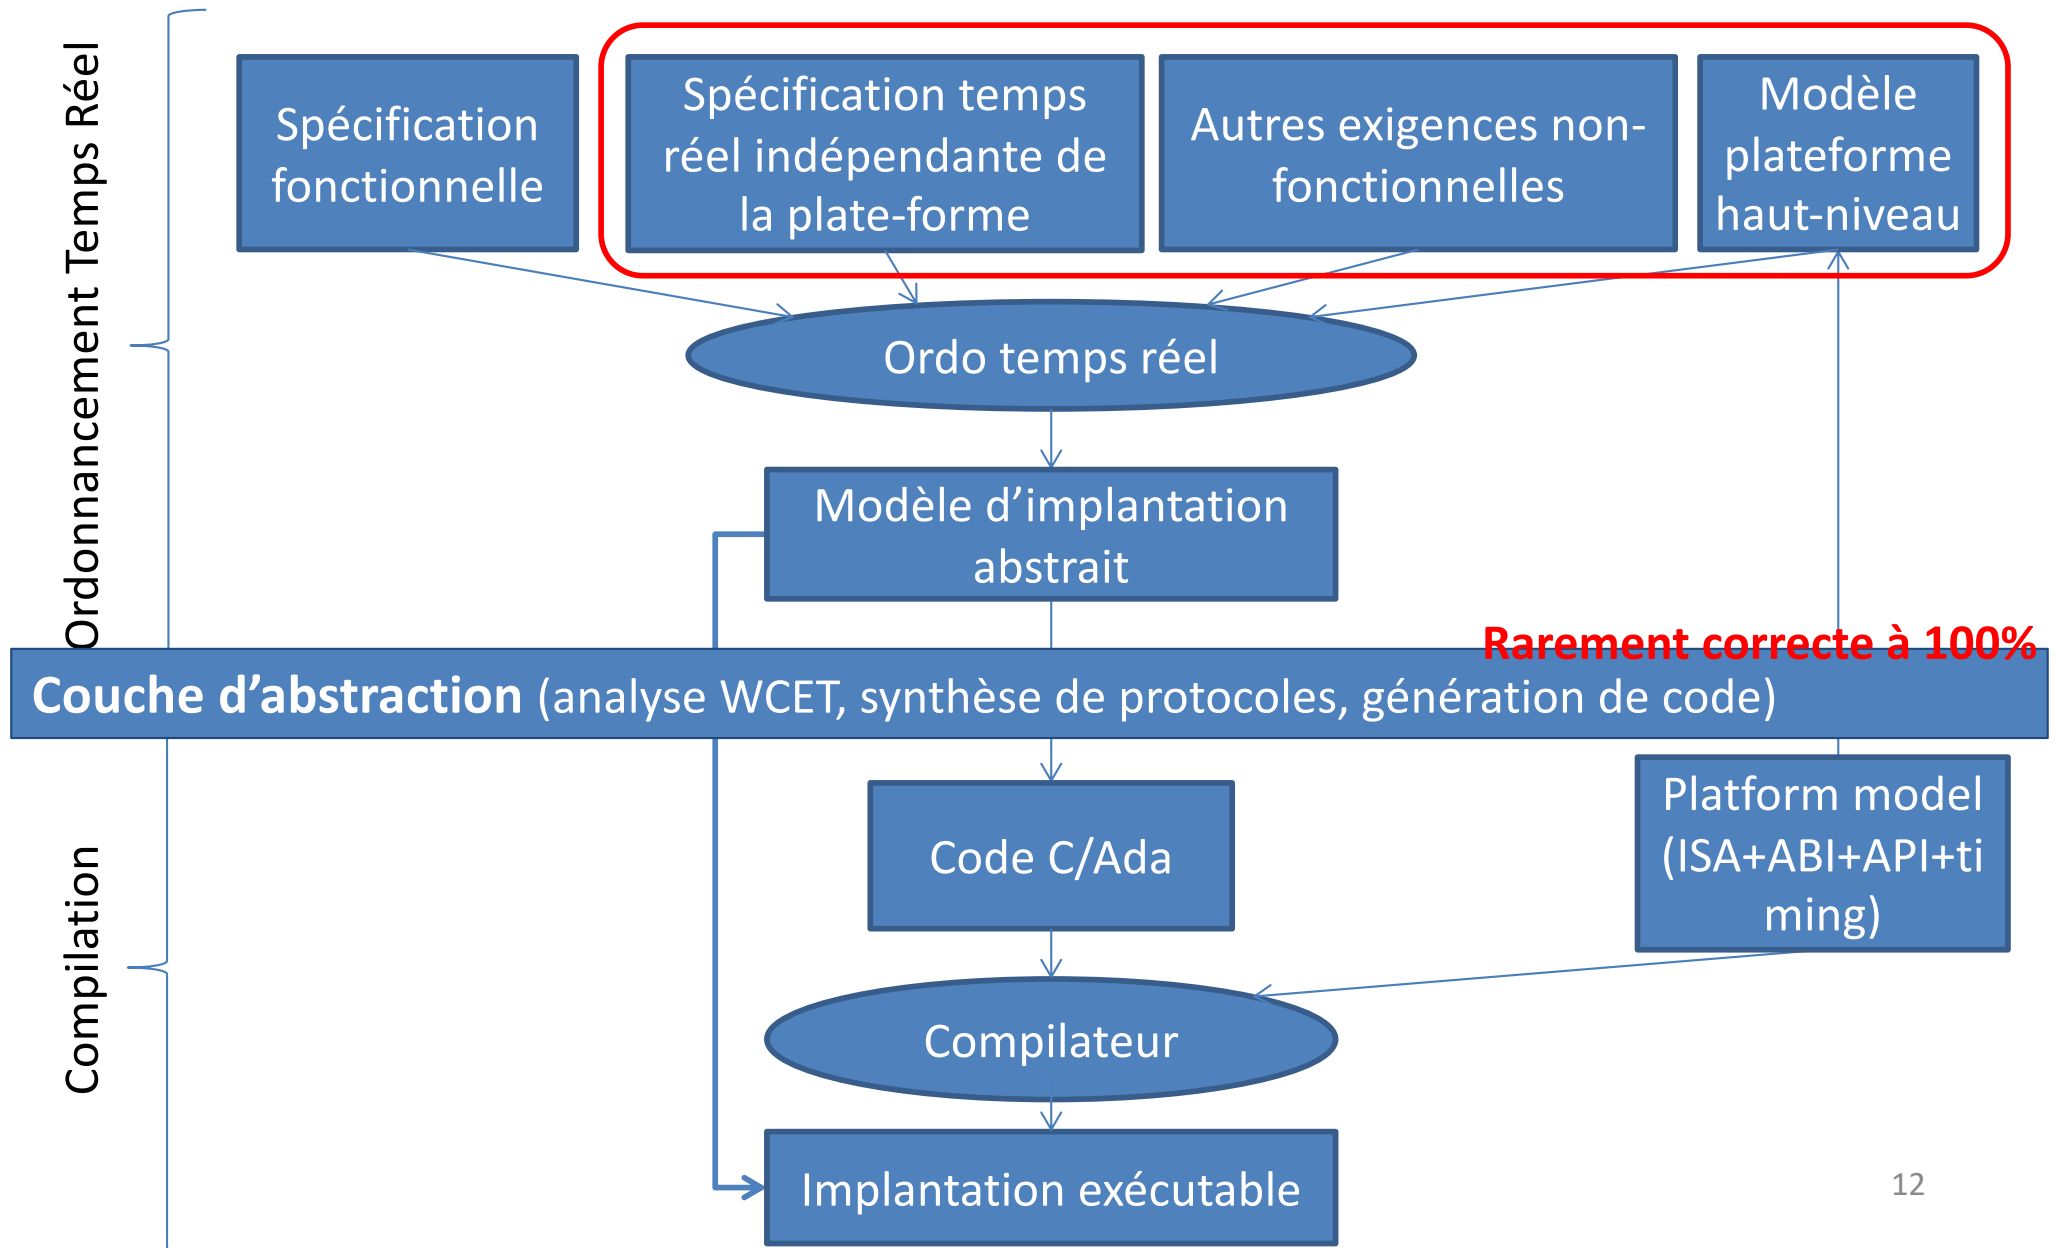 Ordonnancement Temps Réel
Spécification
fonctionnelle
Spécification temps
réel indépendante de
la plate-forme
Autres exigences non-
fonctionnelles
Modèle
plateforme
haut-niveau
Ordo temps réel
Modèle d’implantation
abstrait
Rarement correcte à 100%
Couche d’abstraction (analyse WCET, synthèse de protocoles, génération de code)
Compilation
Code C/Ada
Platform model
(ISA+ABI+API+ti
ming)
Compilateur
Implantation exécutable
12